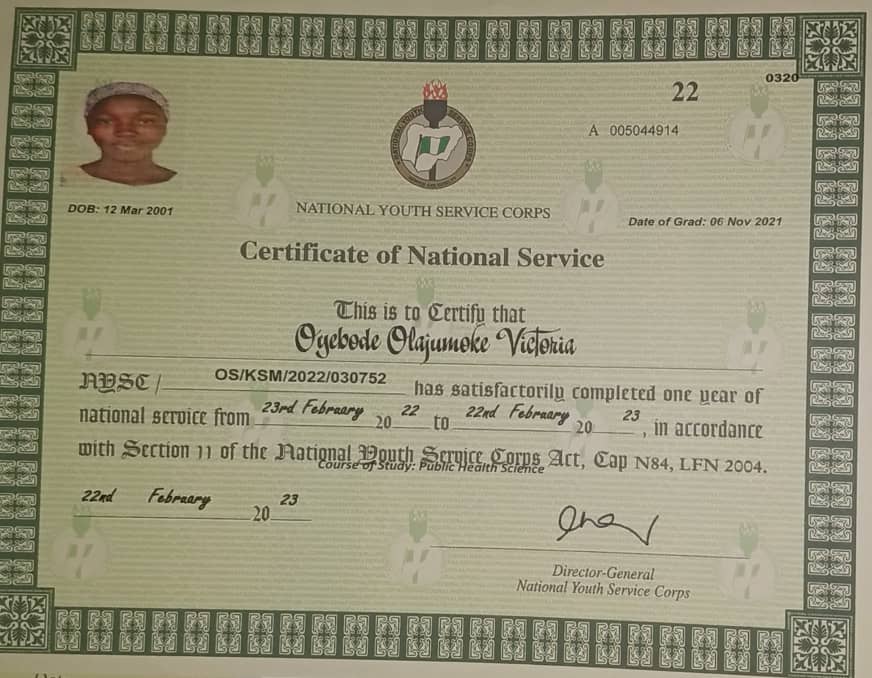 0320
22
A 005044914
NATIONAL YOUTH SERVICE CORPS
DOB: 12 Mar 2001
NATIONAL YOUTH SERVICE CORPS
Date of Grad: 06 Nov 2021
Certificate of National Service
This is to Certify that
Oyebode Olajumoke Victoria
NYSC/ OS/KSM/2022/030752 has satisfactorily completed one year of
national service from 23rd February 20 22 to 22nd February 20 23, in accordance
with Section 11 of the National Youth Service Corps Act, Cap N84, LFN 2004.
Course of Study: Public Health Science
22nd February 20 23
Director-General
National Youth Service Corps